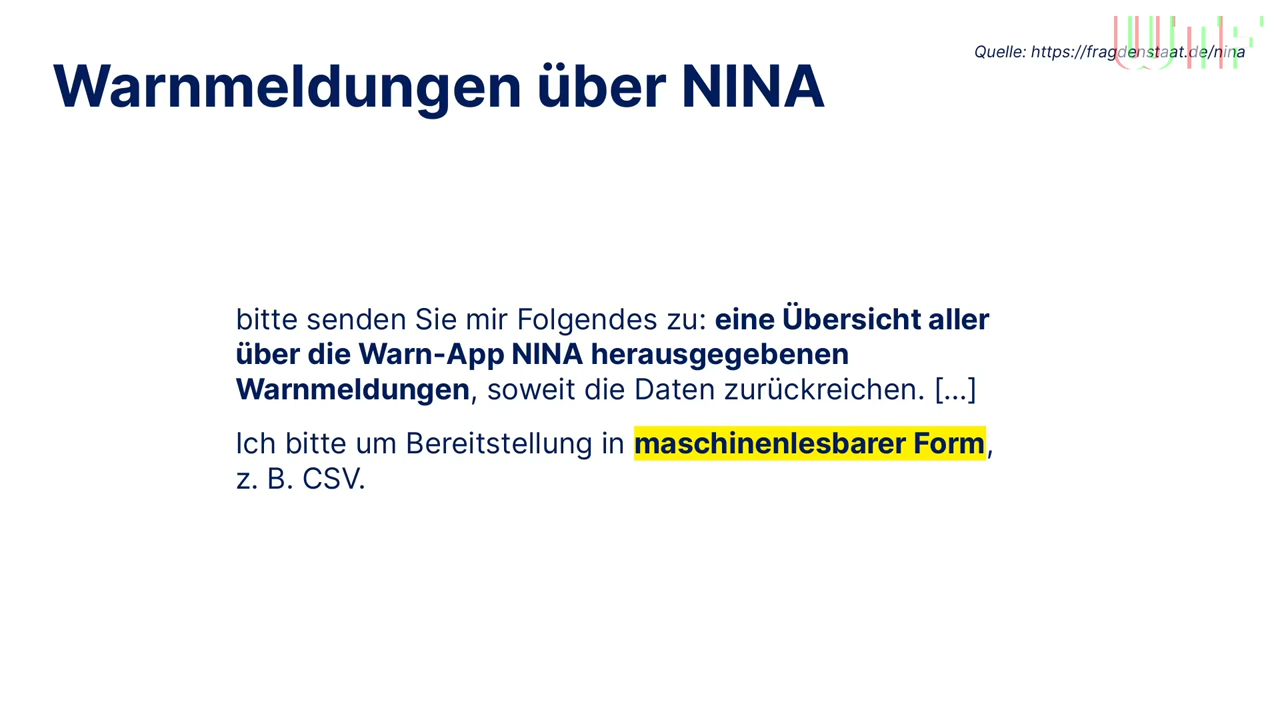 Quelle: https://fragdenstaat.de/nina
Warnmeldungen über NINA
bitte senden Sie mir Folgendes zu: eine Übersicht aller
über die Warn-App NINA herausgegebenen
Warnmeldungen, soweit die Daten zurückreichen. [...]
Ich bitte um Bereitstellung in maschinenlesbarer Form,
z. B. CSV.